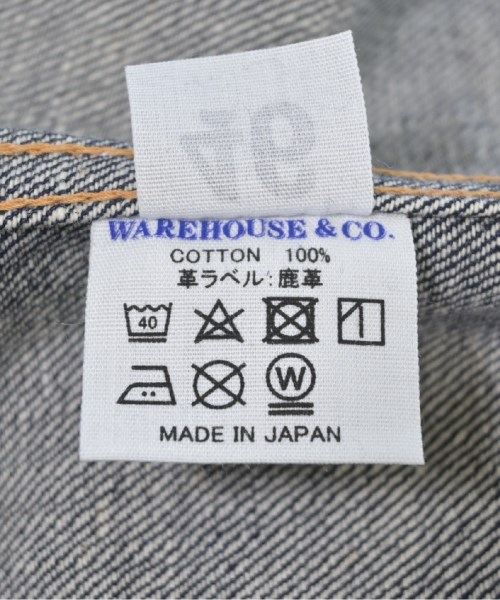 WAREHOUSE & CO.
COTTON 100%
革ラベル:鹿革
40
W
MADE IN JAPAN